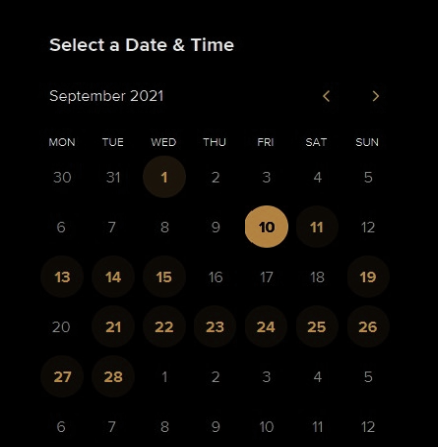 Select a Date & Time
September 2021
MON TUE WED THU FRI SAT SUN
30 31 1 2 3 4 5
6 7 8 9 10 11 12
13 14 15 16 17 18 19
20 21 22 23 24 25 26
27 28 1 2 3 4 5
6 7 8 9 10 11 12